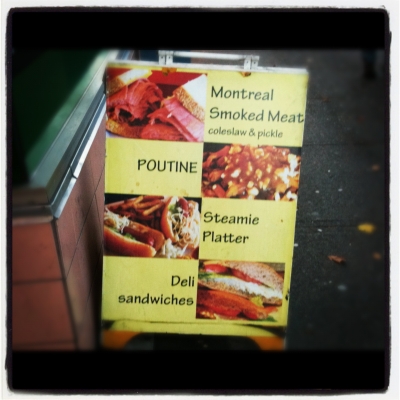 Montreal
Smoked Meat
coleslaw & pickle
POUTINE
Steamie
Platter
Deli
sandwiches